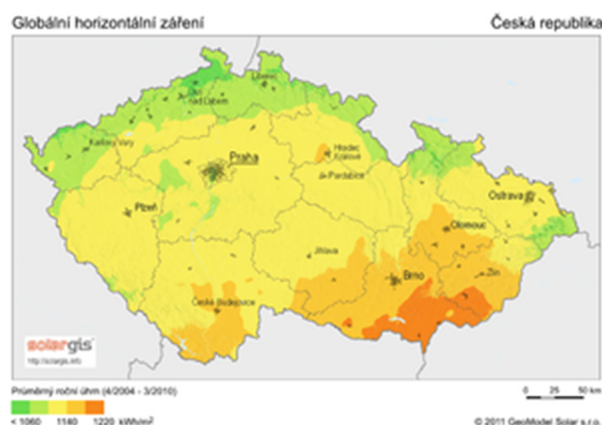 Globální horizontální záření
Česká republika
Liberec
Ústí
nad Labem
Karlovy Vary
Hradec
Králové
Praha
Pardubice
Plzeň
Ostrava
Olomouc
Jihlava
Brno
Zlín
České Budějovice
solargis
http://solargis.info
Průměrný roční úhrn (4/2004 - 3/2010)
0 25 50 km
< 1060 1140 1220 kWh/m²
© 2011 GeoModel Solar s.r.o.